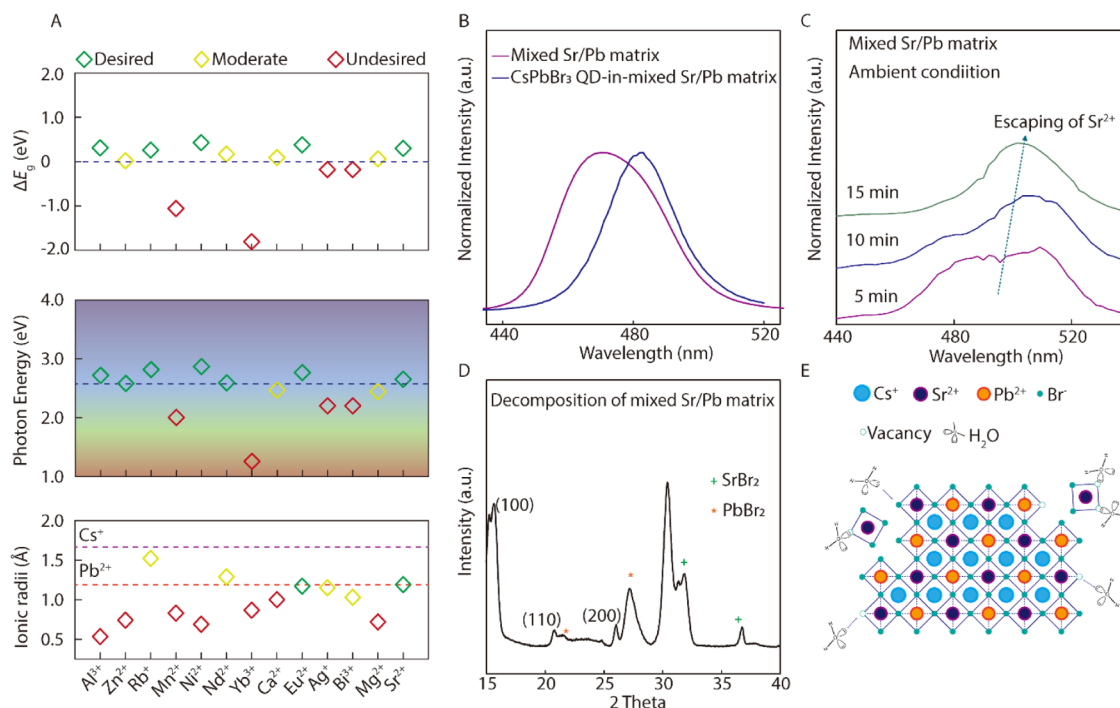 A
Desired
Moderate
Undesired
2.0
1.0
0
-1.0
-2.0
ΔEg (eV)
4.0
3.0
2.0
1.0
Photon Energy (eV)
2.0
1.5
1.0
0.5
Ionic radii (Å)
Cs⁺
Pb²⁺
Al³⁺
Zn²⁺
Rb⁺
Mn²⁺
Ni²⁺
Nd²⁺
Yb³⁺
Ca²⁺
Eu²⁺
Ag⁺
Bi³⁺
Mg²⁺
Sr²⁺
B
Mixed Sr/Pb matrix
CsPbBr₃ QD-in-mixed Sr/Pb matrix
Normalized Intensity (a.u.)
440
480
520
Wavelength (nm)
C
Mixed Sr/Pb matrix
Ambient condiition
Escaping of Sr²⁺
15 min
10 min
5 min
Normalized Intensity (a.u.)
440
480
520
Wavelength (nm)
D
Decomposition of mixed Sr/Pb matrix
+ SrBr₂
* PbBr₂
(100)
(110)
*
(200)
*
+
+
Intensity (a.u.)
15
20
25
30
35
40
2 Theta
E
Cs⁺
Sr²⁺
Pb²⁺
Br⁻
Vacancy
H₂O